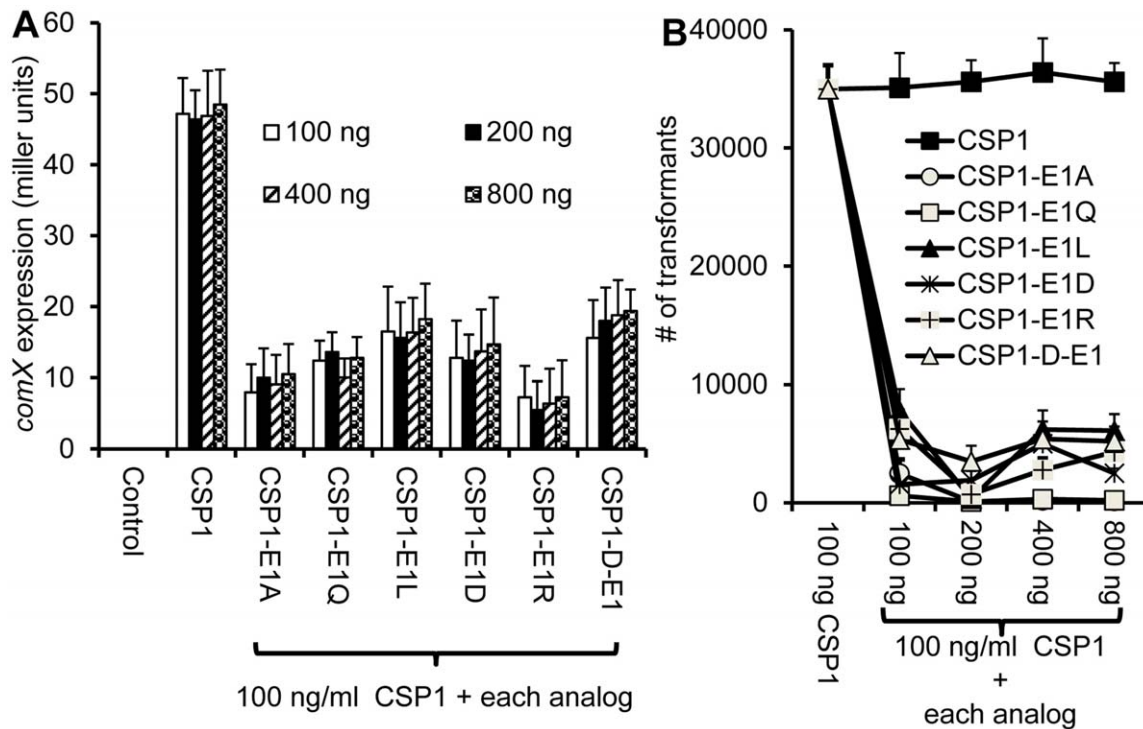 A
comX expression (miller units)
60
50
40
30
20
10
0
100 ng
200 ng
400 ng
800 ng
Control
CSP1
CSP1-E1A
CSP1-E1Q
CSP1-E1L
CSP1-E1D
CSP1-E1R
CSP1-D-E1
100 ng/ml CSP1 + each analog
B
# of transformants
40000
30000
20000
10000
0
CSP1
CSP1-E1A
CSP1-E1Q
CSP1-E1L
CSP1-E1D
CSP1-E1R
CSP1-D-E1
100 ng CSP1
100 ng
200 ng
400 ng
800 ng
100 ng/ml CSP1
+
each analog